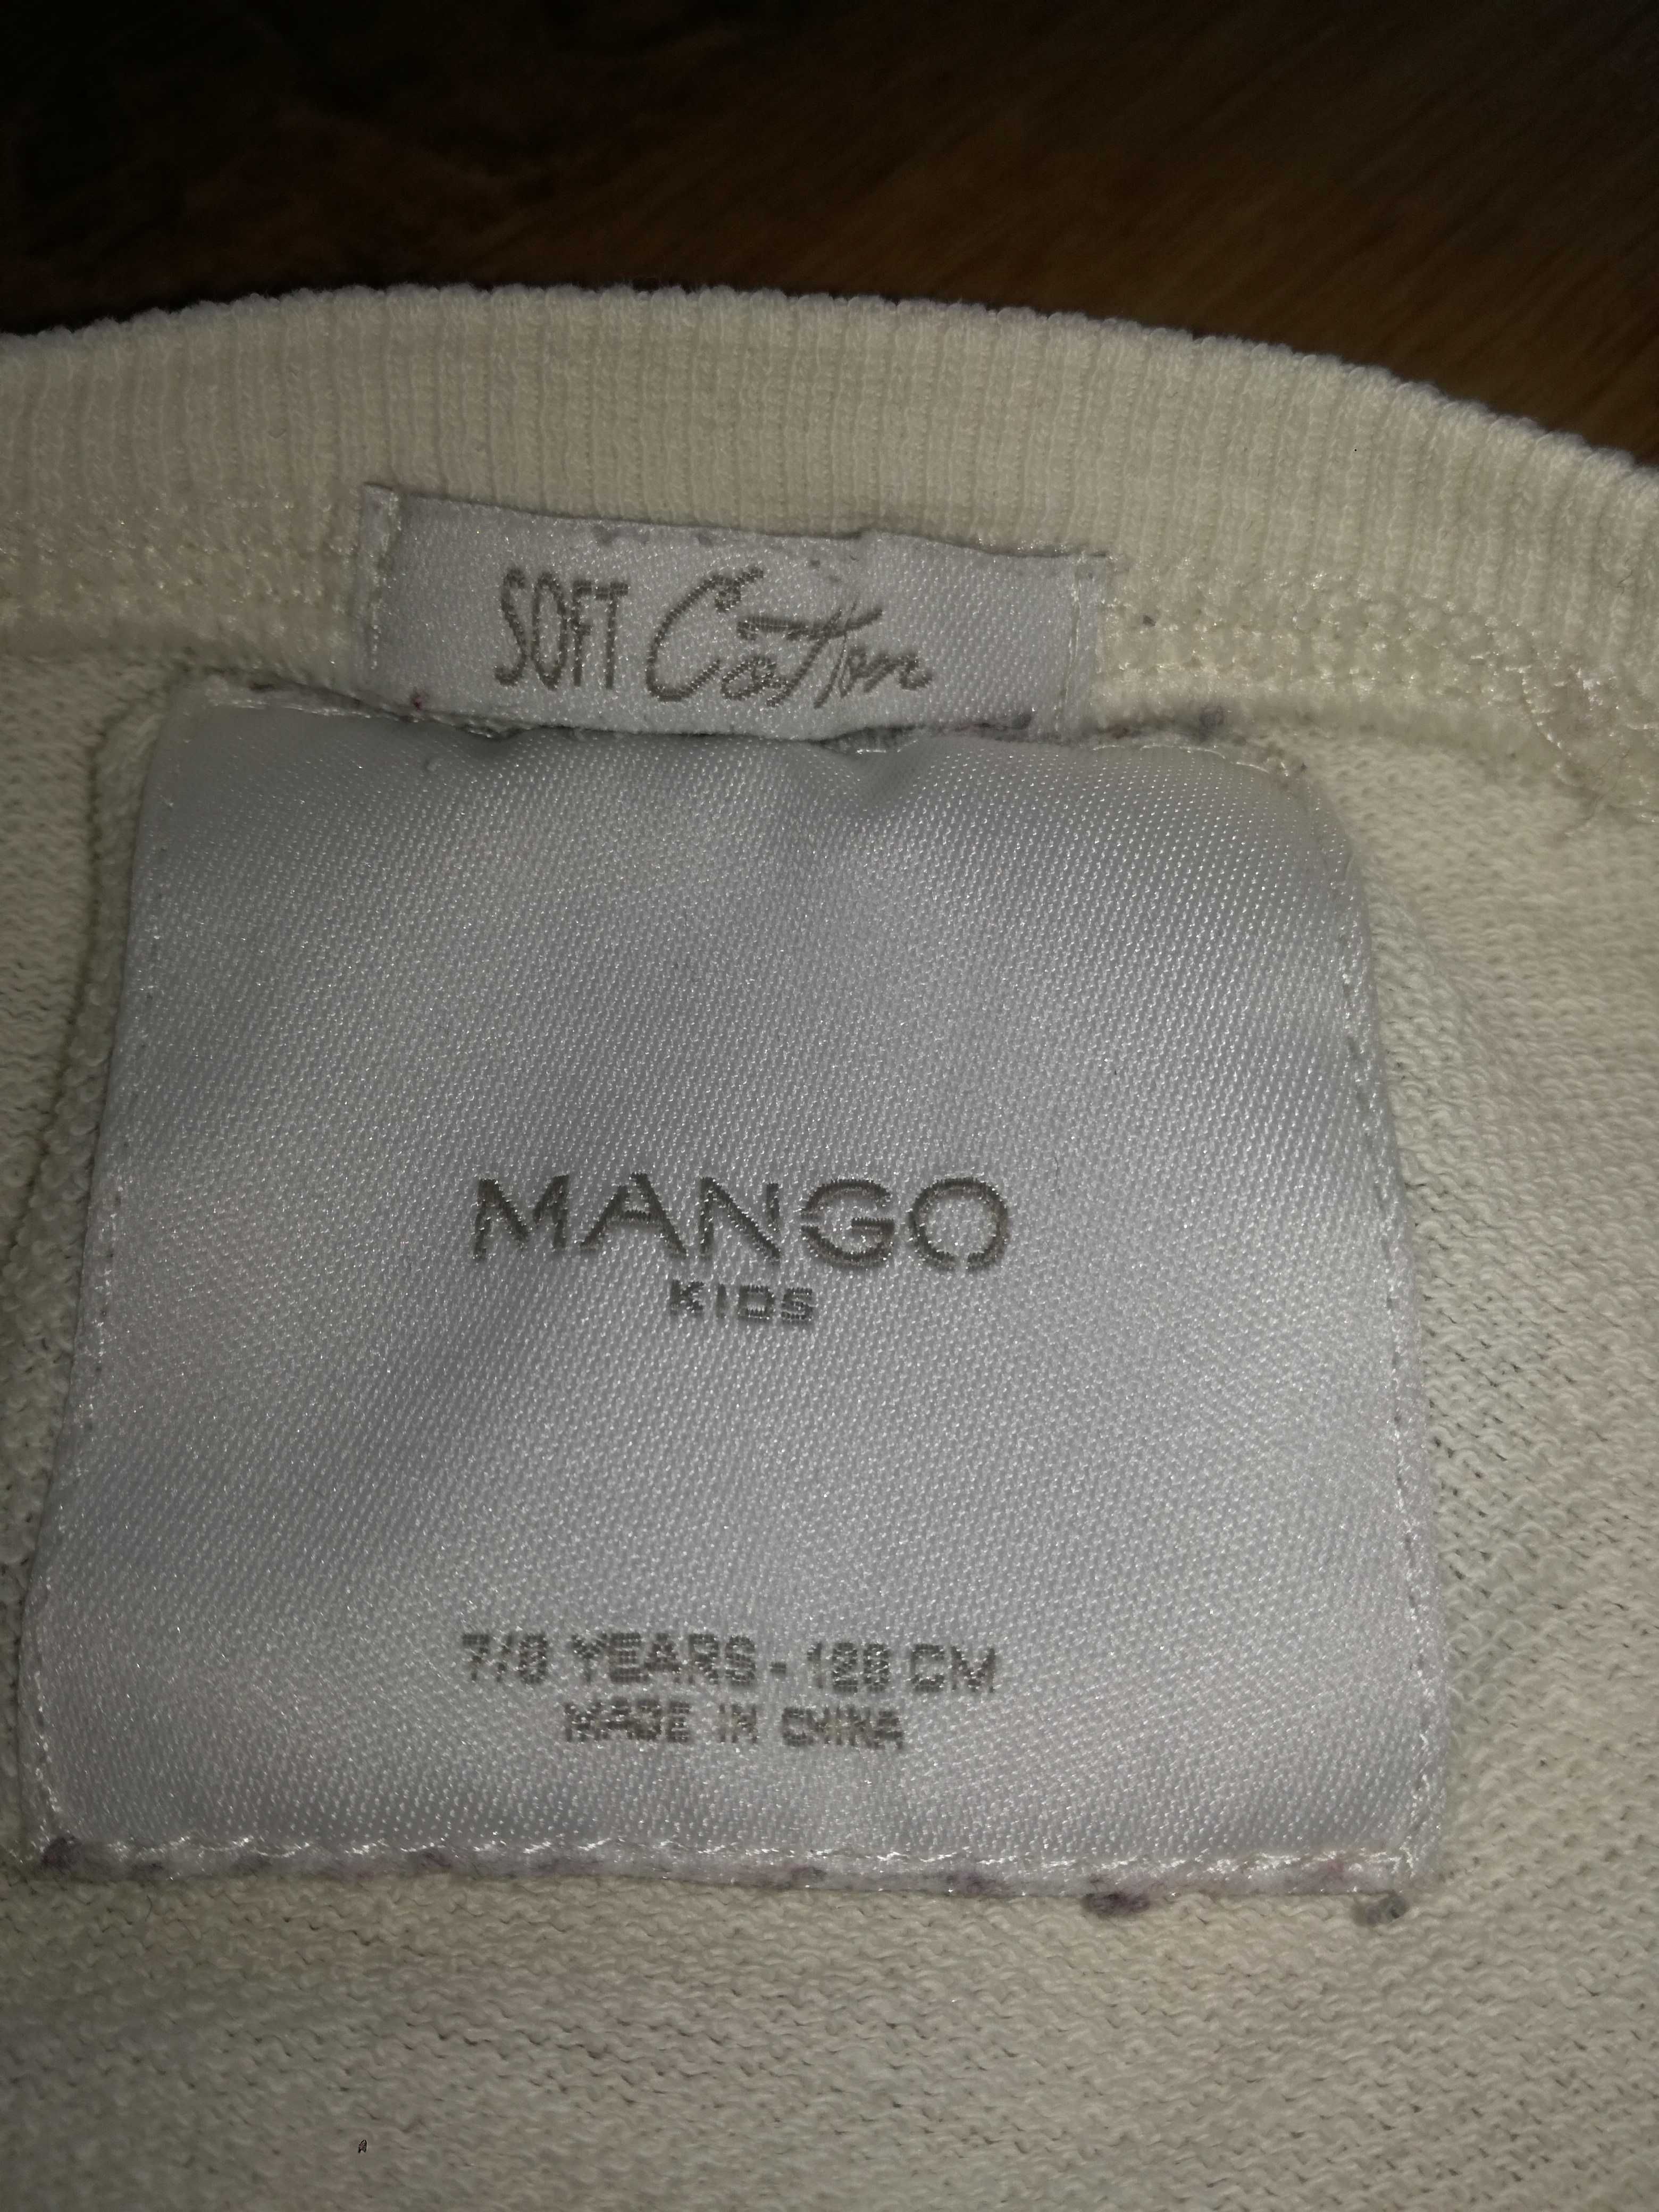 SOFT Cotton
MANGO
KIDS
7/8 YEARS - 128 CM
MADE IN CHINA